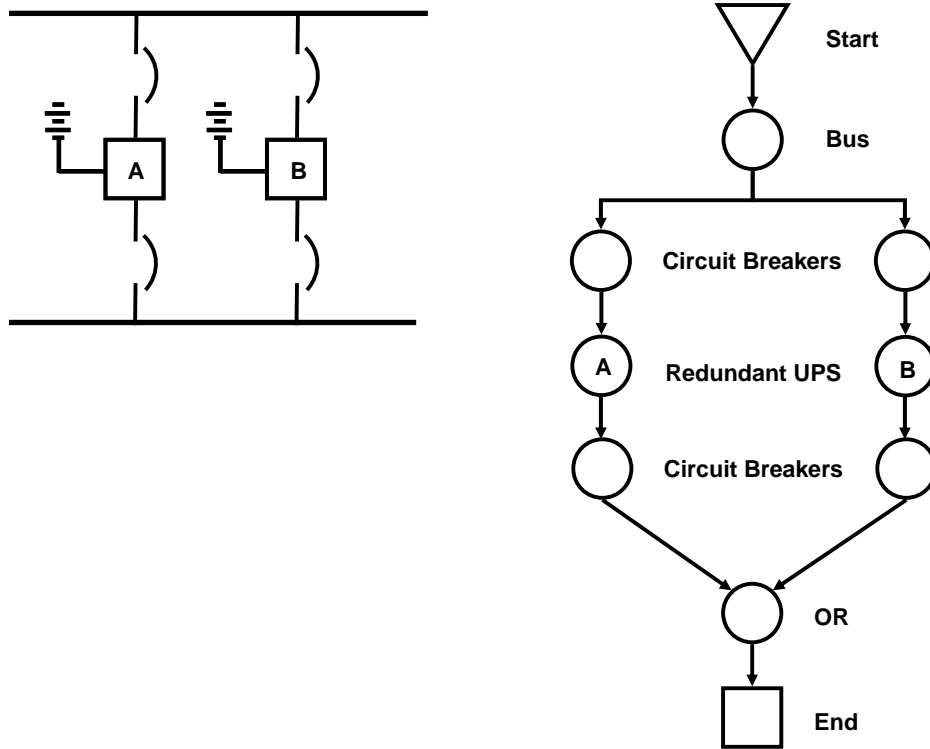 A
B
Start
Bus
Circuit Breakers
A
Redundant UPS
B
Circuit Breakers
OR
End